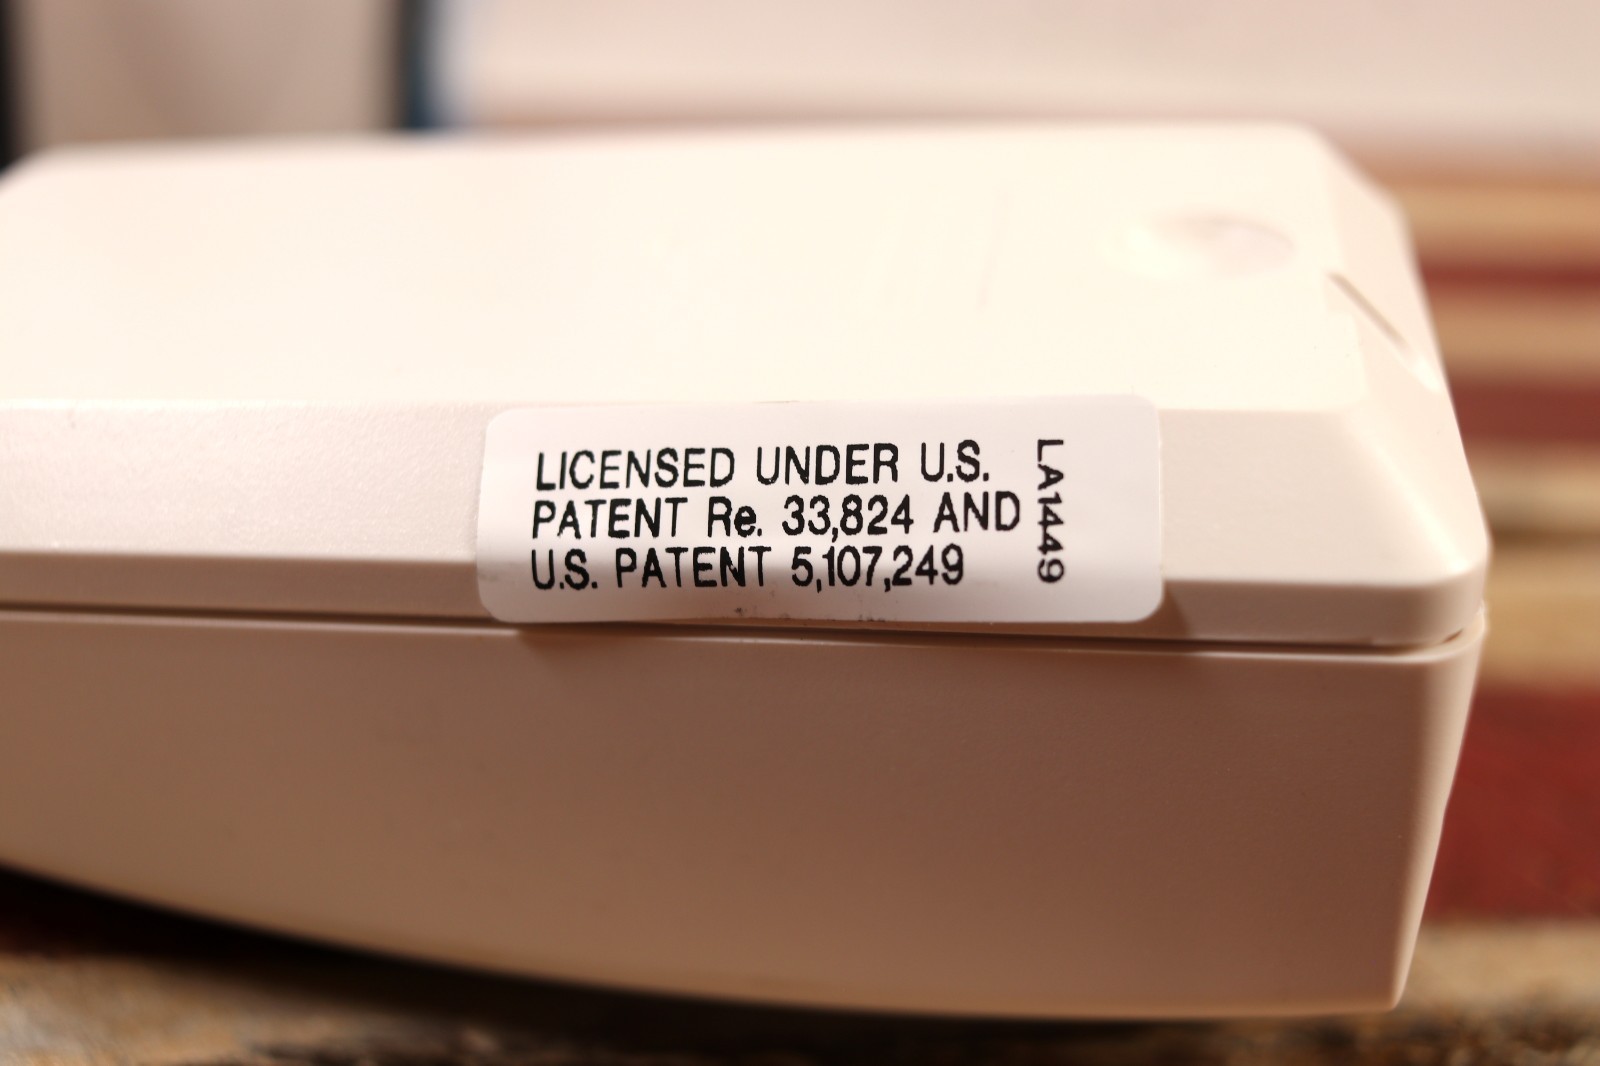 LICENSED UNDER U.S.
PATENT Re. 33,824 AND
U.S. PATENT 5,107,249
LA1449